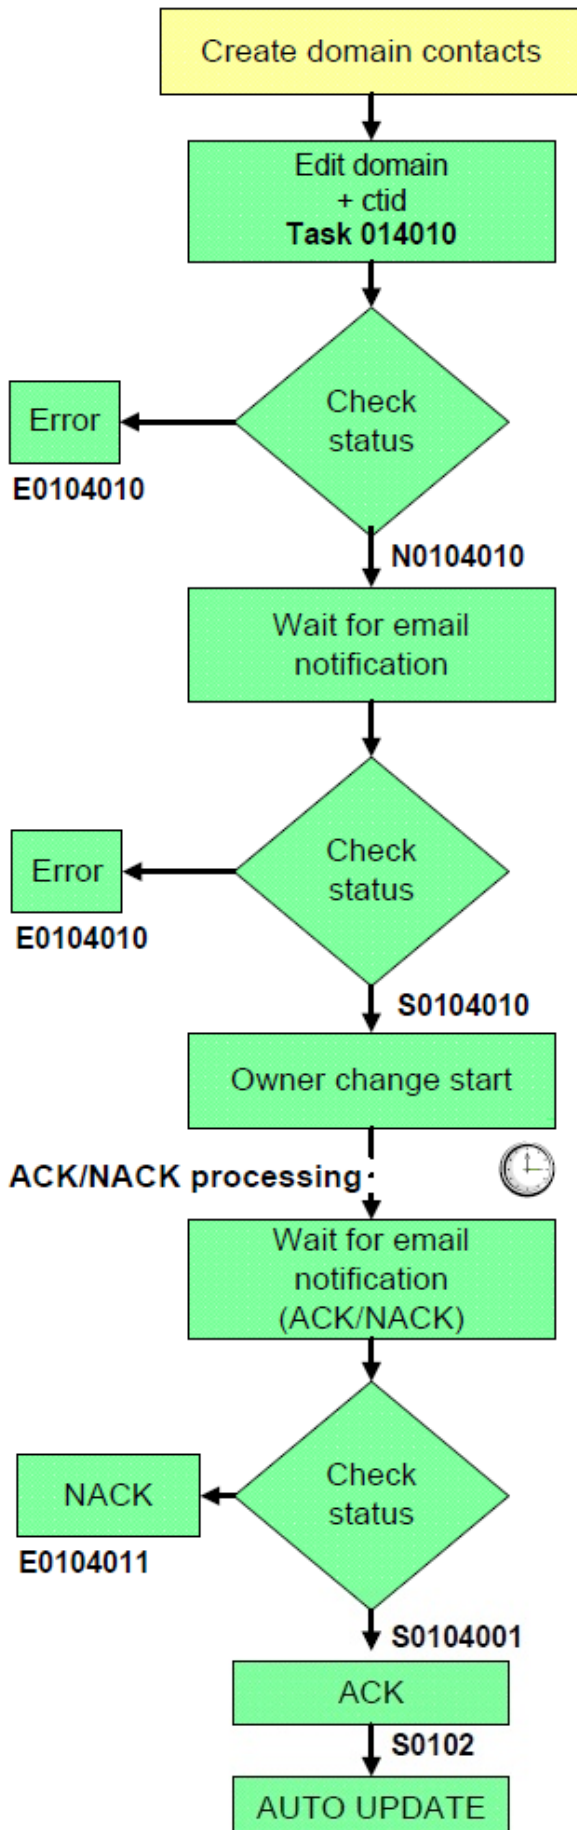 Create domain contacts
Edit domain
+ ctid
Task 014010
Check
status
Error
E0104010
N0104010
Wait for email
notification
Check
status
Error
E0104010
S0104010
Owner change start
ACK/NACK processing
Wait for email
notification
(ACK/NACK)
Check
status
NACK
E0104011
S0104001
ACK
S0102
AUTO UPDATE